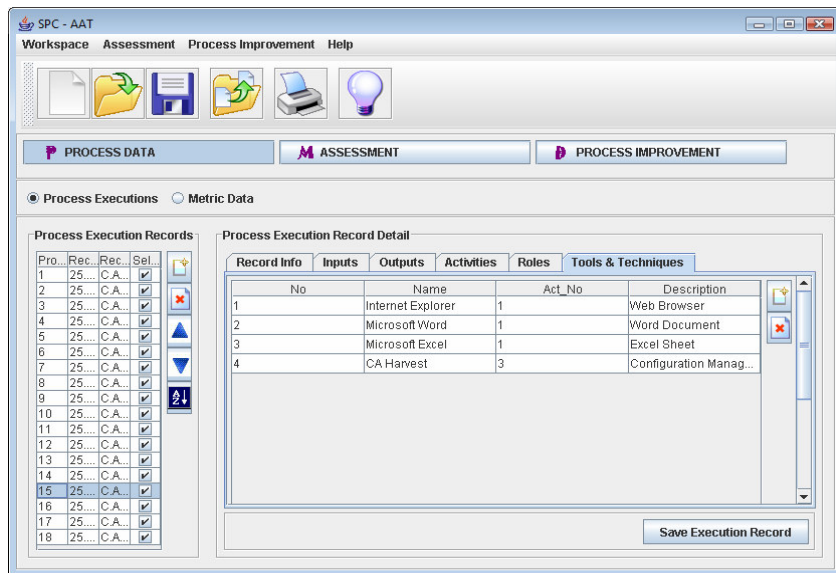 SPC - AAT
Workspace Assessment Process Improvement Help
P PROCESS DATA M ASSESSMENT PROCESS IMPROVEMENT
Process Executions Metric Data
Process Execution Records Process Execution Record Detail
Record Info Inputs Outputs Activities Roles Tools & Techniques
Pro... Rec... Rec... Sel... No Name Act_No Description
1 25.... C.A... 1 Internet Explorer 1 Web Browser
2 25.... C.A... 2 Microsoft Word 1 Word Document
3 25.... C.A... 3 Microsoft Excel 1 Excel Sheet
4 25.... C.A... 4 CA Harvest 3 Configuration Manag...
5 25.... C.A...
6 25.... C.A...
7 25.... C.A...
8 25.... C.A...
9 25.... C.A...
10 25.... C.A...
11 25.... C.A...
12 25.... C.A...
13 25.... C.A...
14 25.... C.A...
15 25.... C.A...
16 25.... C.A...
17 25.... C.A...
18 25.... C.A...
A
Z
Save Execution Record